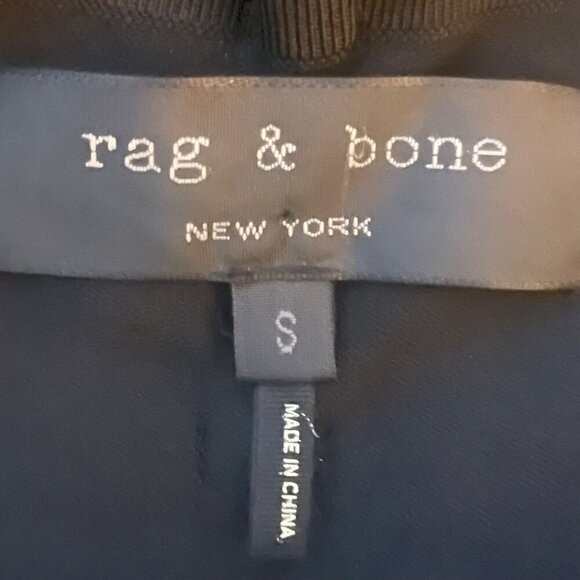 rag & bone
NEW YORK
S
MADE IN CHINA